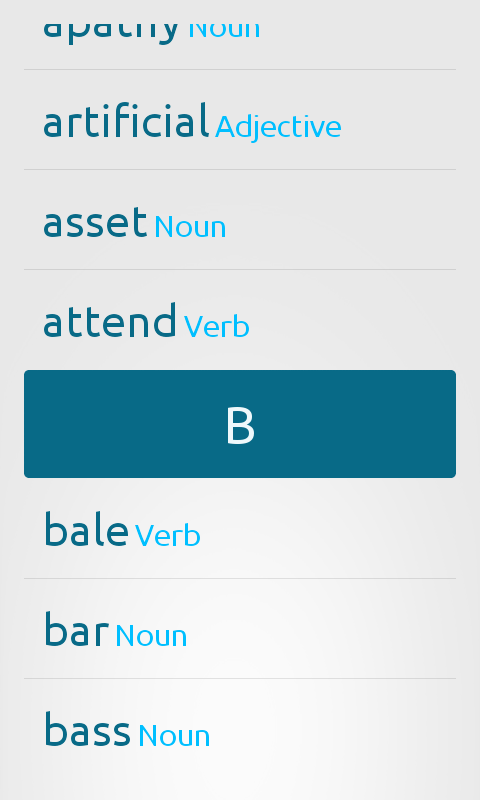 apathy Noun
artificial Adjective
asset Noun
attend Verb
B
bale Verb
bar Noun
bass Noun